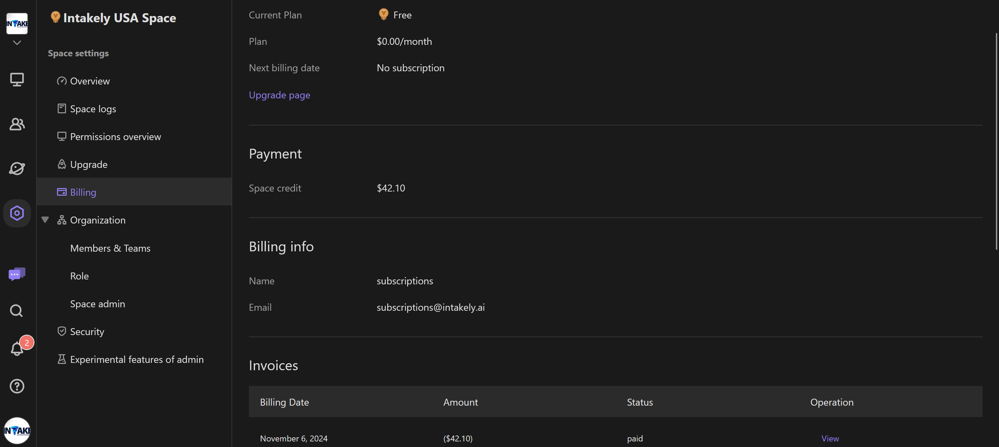 Intakely USA Space
Space settings
Overview
Space logs
Permissions overview
Upgrade
Billing
Organization
Members & Teams
Role
Space admin
Security
Experimental features of admin
2
Current Plan Free
Plan $0.00/month
Next billing date No subscription
Upgrade page
Payment
Space credit $42.10
Billing info
Name subscriptions
Email subscriptions@intakely.ai
Invoices
Billing Date Amount Status Operation
November 6, 2024 ($42.10) paid View